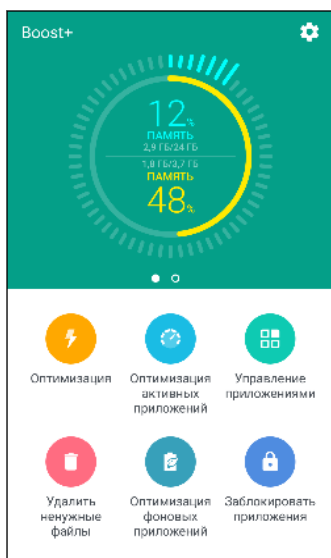 Boost+
12%
ПАМЯТЬ
2,9 ГБ/24 ГБ
1,8 ГБ/3,7 ГБ
ПАМЯТЬ
48%
Оптимизация
Оптимизация
активных
приложений
Управление
приложениями
Удалить
ненужные
файлы
Оптимизация
фоновых
приложений
Заблокировать
приложения